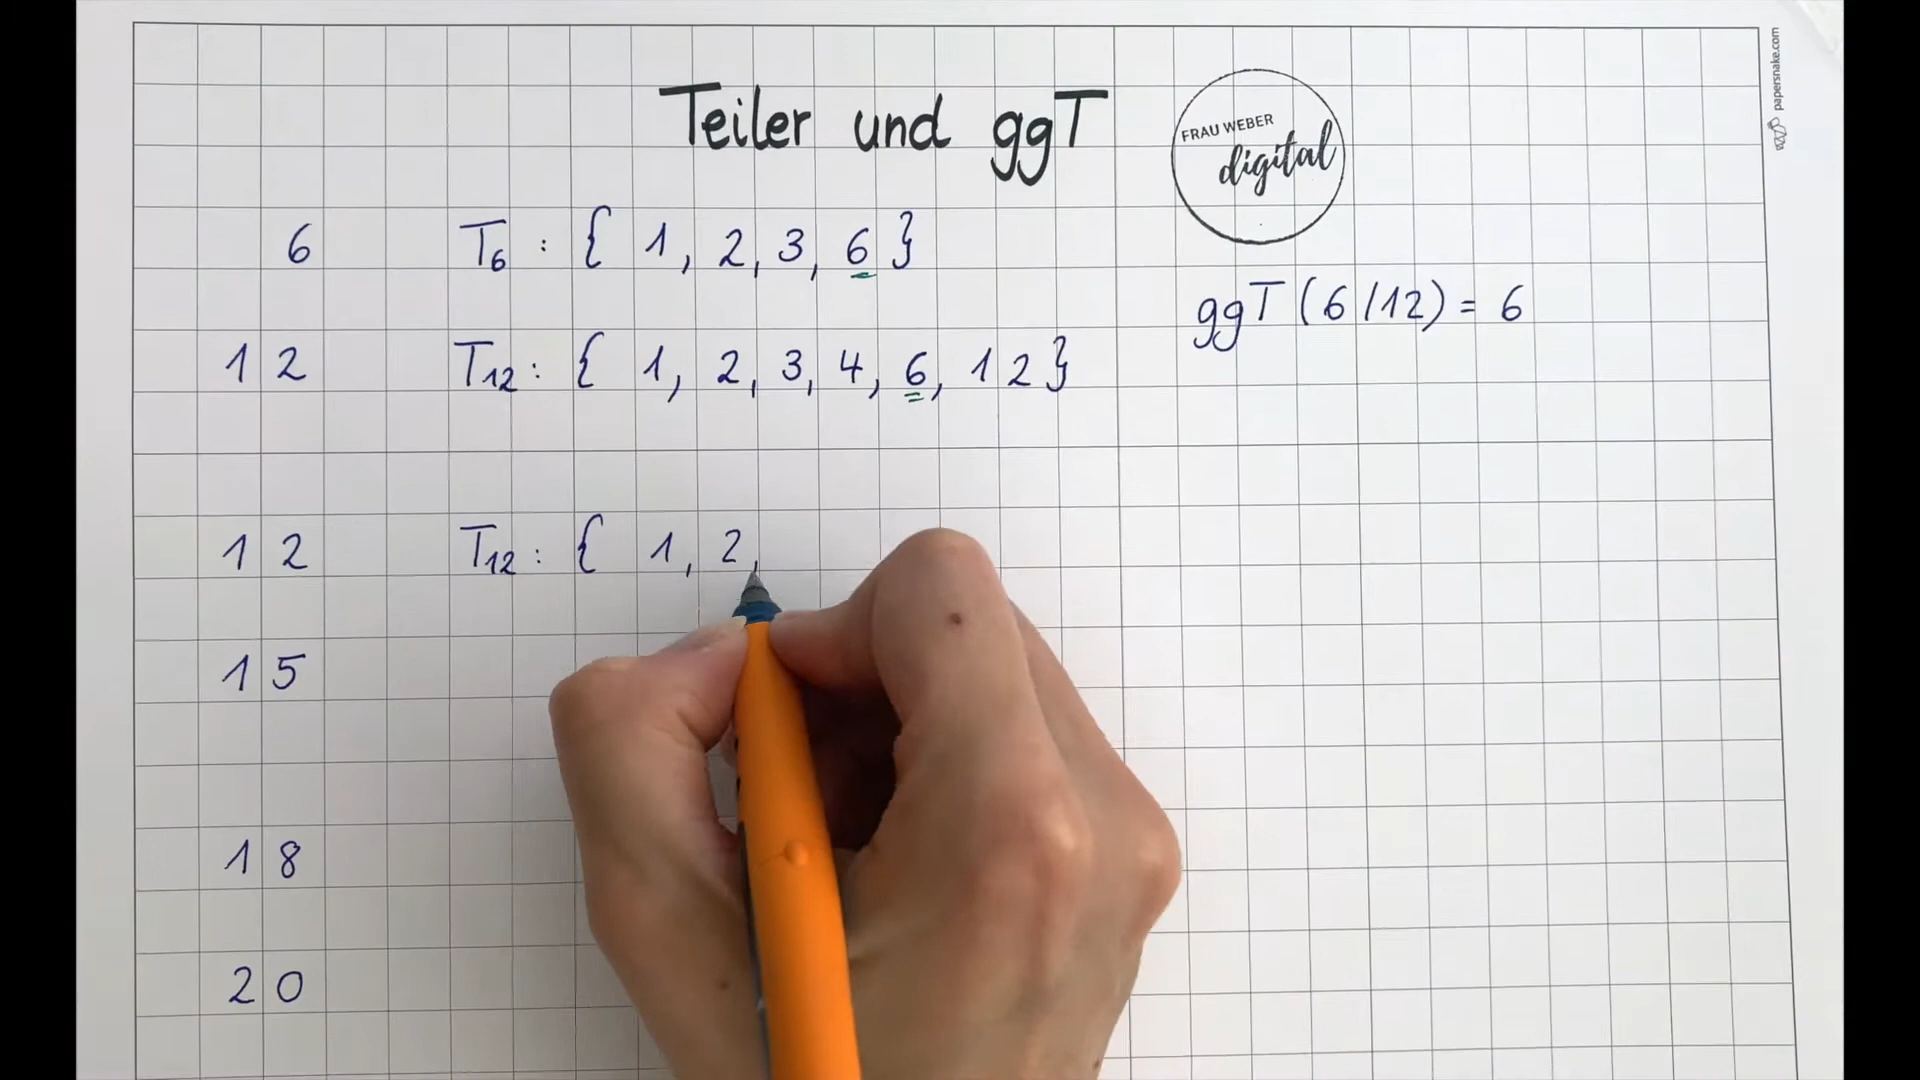 Teiler und ggT
FRAU WEBER
digital
papersnake.com
6 T6 : { 1, 2, 3, 6 }
ggT (6/12) = 6
12 T12 : { 1, 2, 3, 4, 6, 12 }
12 T12 : { 1, 2,
15
18
20